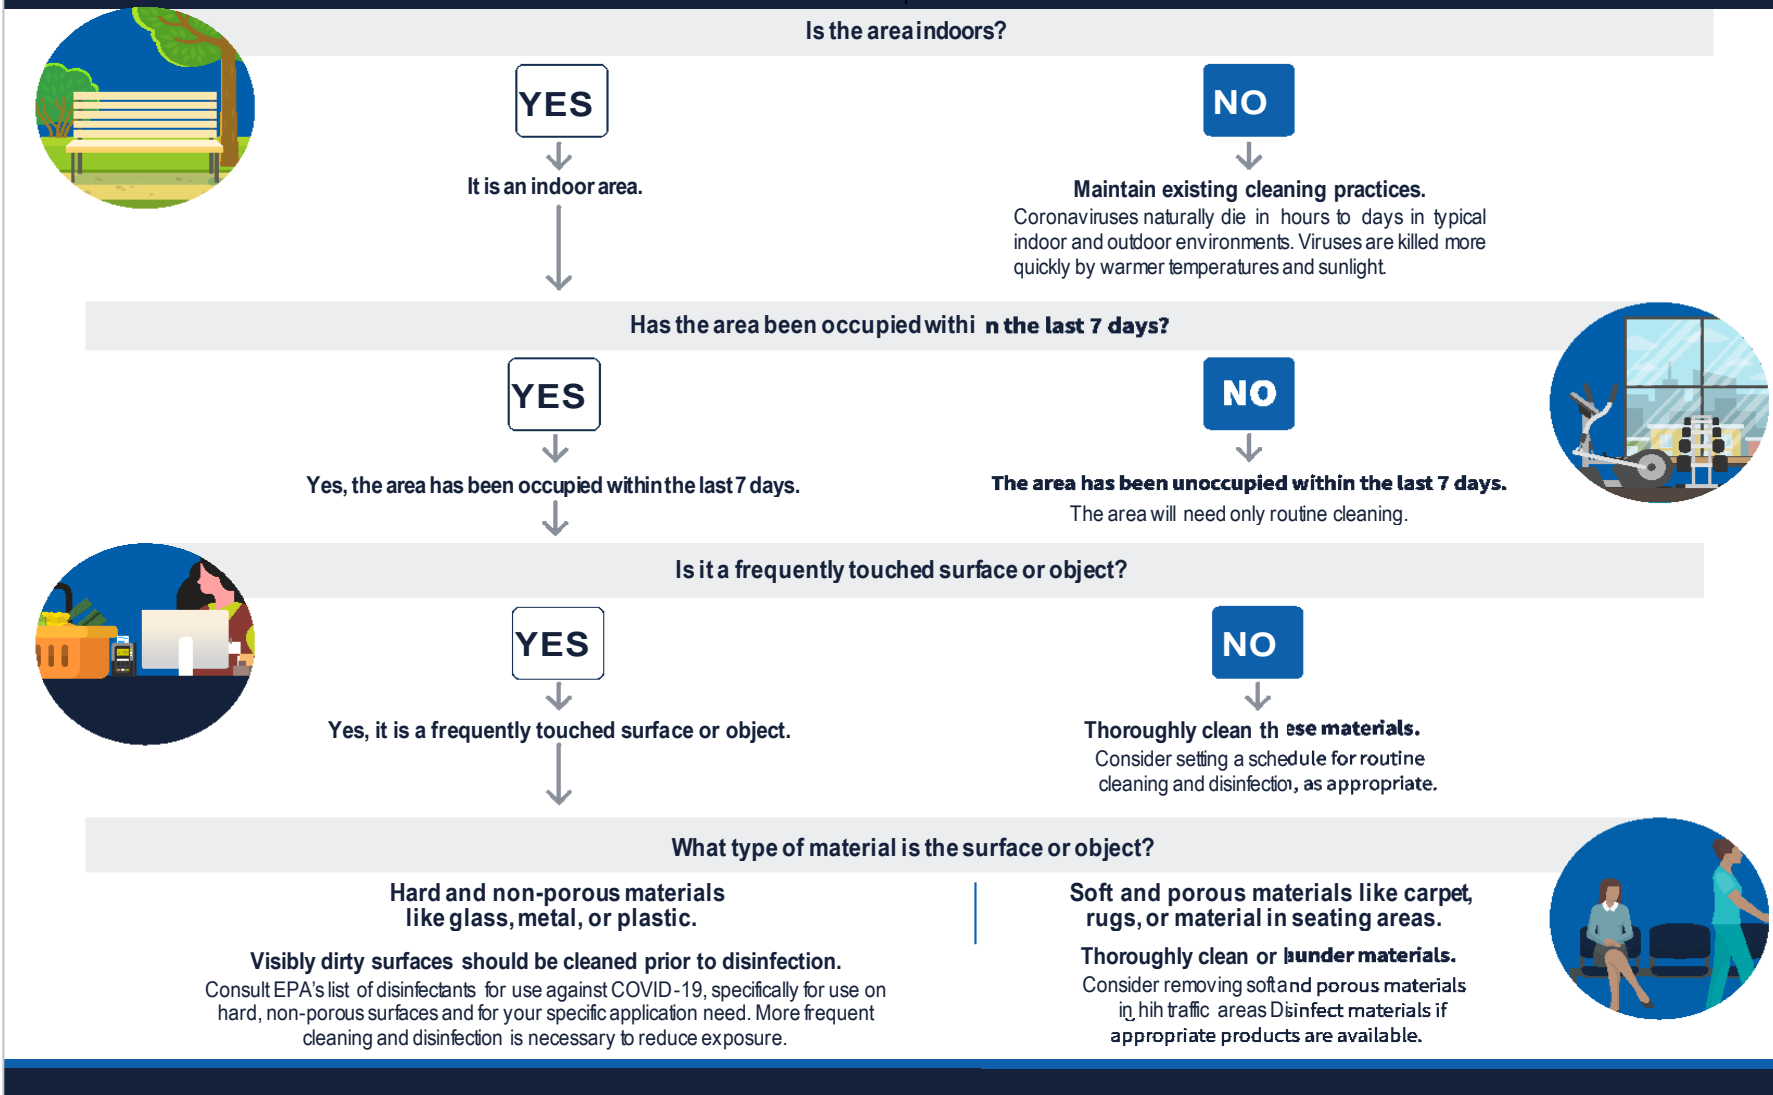 Is the area indoors?
YES
NO
It is an indoor area.
Maintain existing cleaning practices.
Coronaviruses naturally die in hours to days in typical
indoor and outdoor environments. Viruses are killed more
quickly by warmer temperatures and sunlight.
Has the area been occupied within the last 7 days?
YES
NO
Yes, the area has been occupied within the last 7 days.
The area has been unoccupied within the last 7 days.
The area will need only routine cleaning.
Is it a frequently touched surface or object?
YES
NO
Yes, it is a frequently touched surface or object.
Thoroughly clean these materials.
Consider setting a schedule for routine
cleaning and disinfection, as appropriate.
What type of material is the surface or object?
Hard and non-porous materials
like glass, metal, or plastic.
Visibly dirty surfaces should be cleaned prior to disinfection.
Consult EPA’s list of disinfectants for use against COVID-19, specifically for use on
hard, non-porous surfaces and for your specific application need. More frequent
cleaning and disinfection is necessary to reduce exposure.
Soft and porous materials like carpet,
rugs, or material in seating areas.
Thoroughly clean or launder materials.
Consider removing soft and porous materials
in hih traffic areas Disinfect materials if
appropriate products are available.